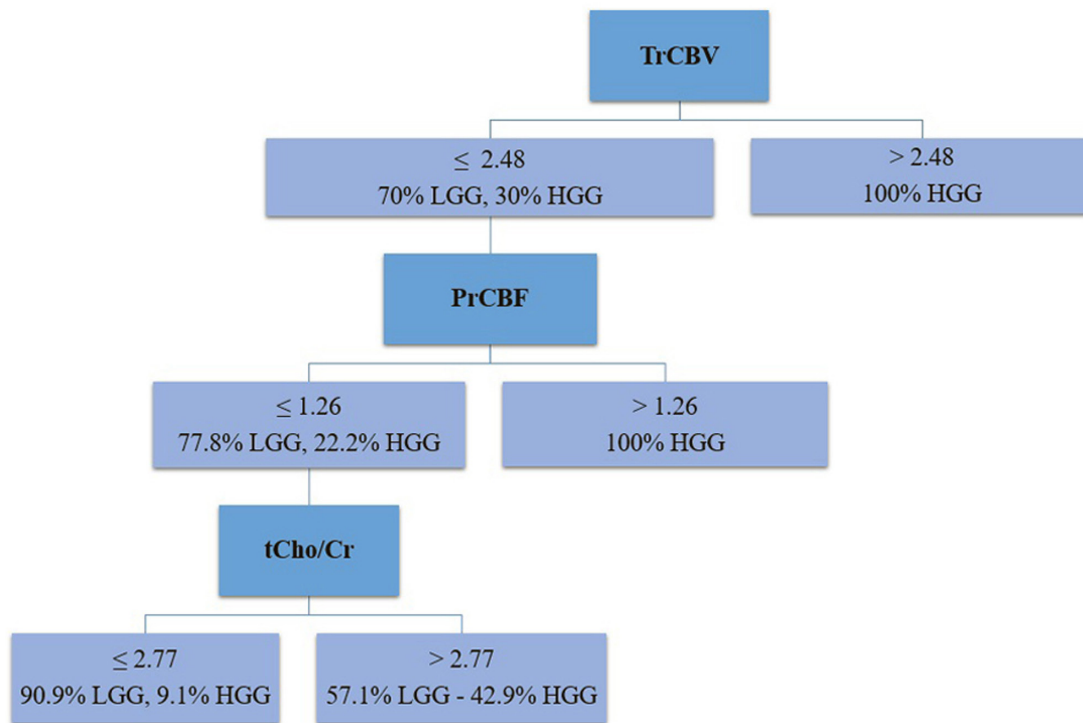 TrCBV
≤ 2.48
70% LGG, 30% HGG
> 2.48
100% HGG
PrCBF
≤ 1.26
77.8% LGG, 22.2% HGG
> 1.26
100% HGG
tCho/Cr
≤ 2.77
90.9% LGG, 9.1% HGG
> 2.77
57.1% LGG - 42.9% HGG